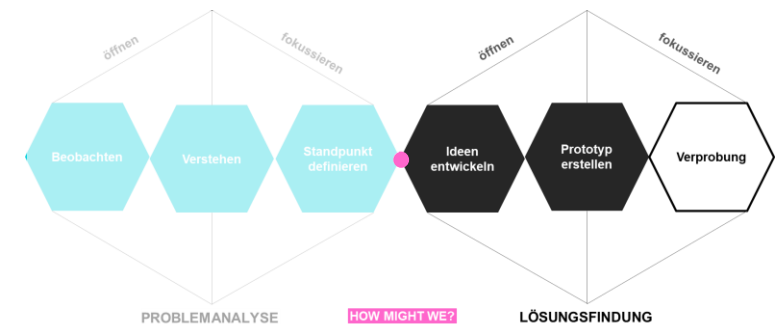 öffnen
fokussieren
öffnen
fokussieren
Beobachten
Verstehen
Standpunkt
definieren
Ideen
entwickeln
Prototyp
erstellen
Verprobung
PROBLEMANALYSE
HOW MIGHT WE?
LÖSUNGSFINDUNG